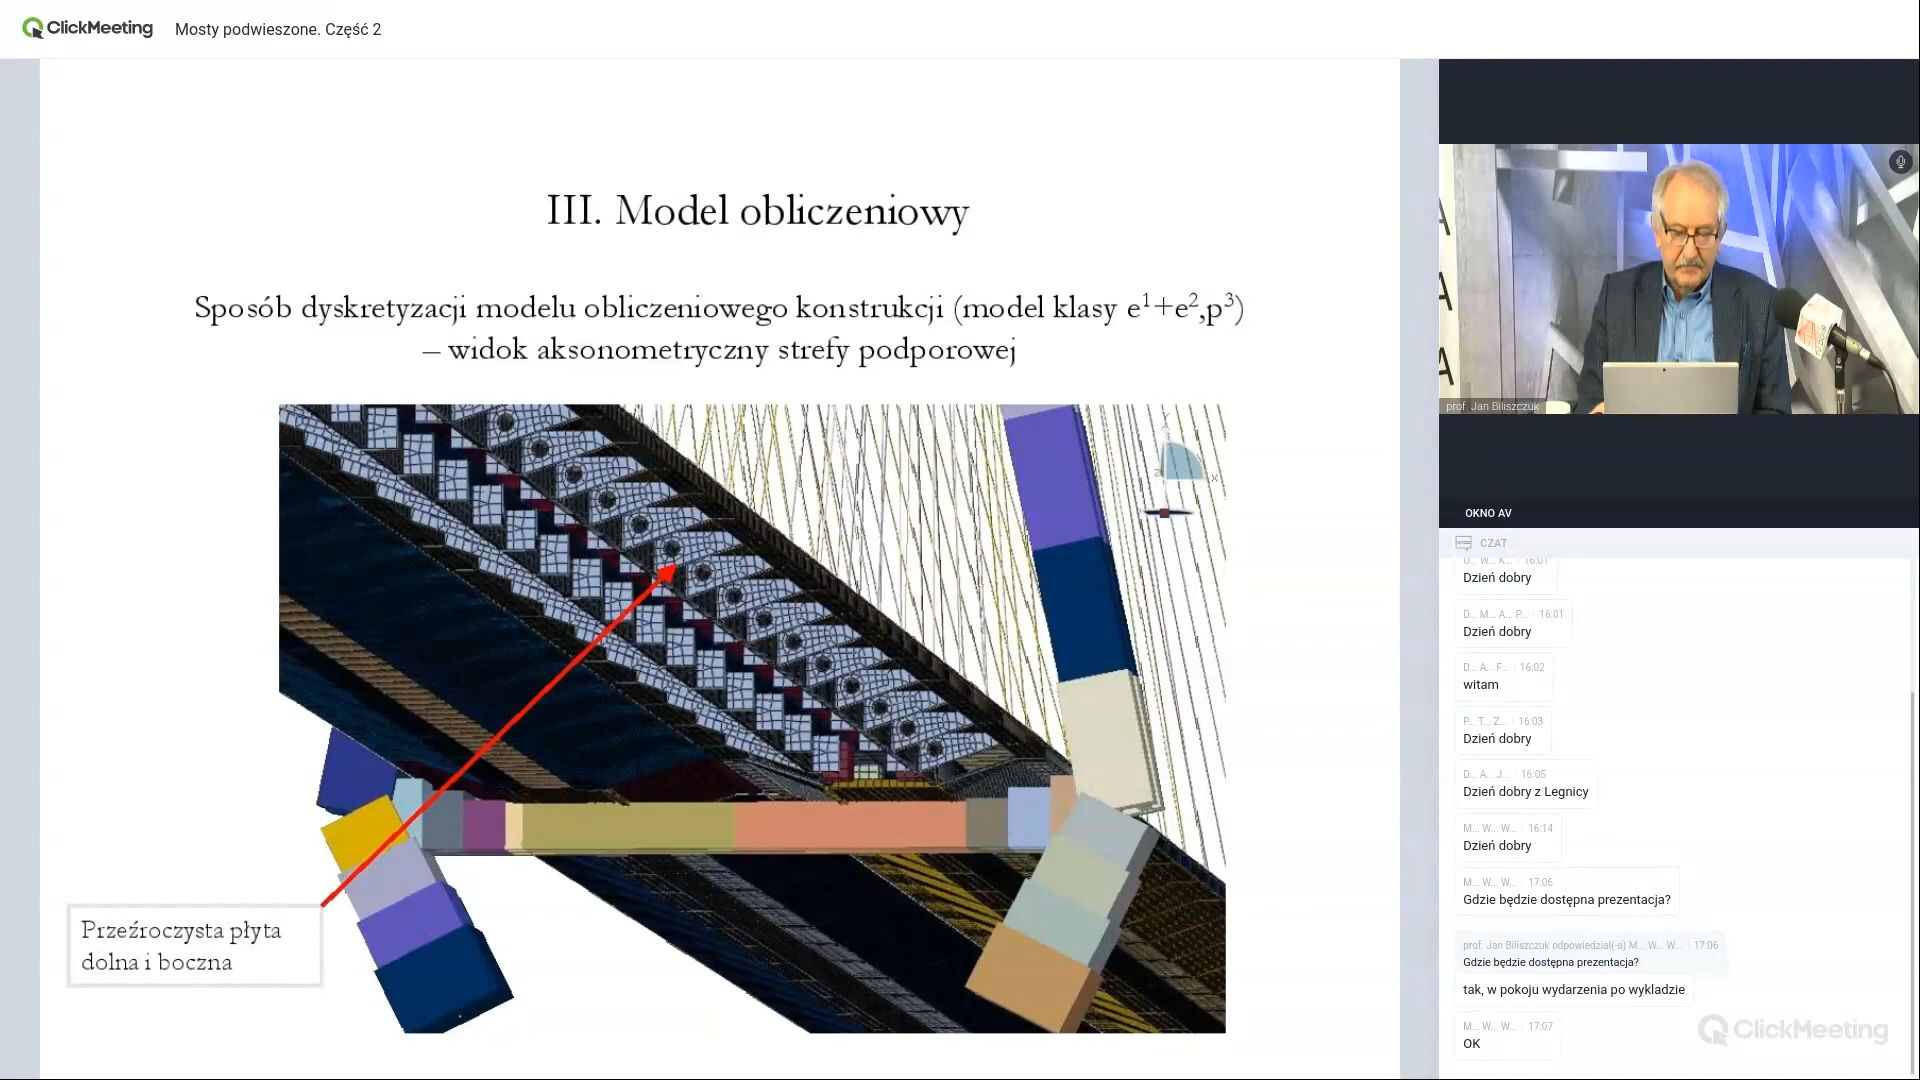 ClickMeeting
Mosty podwieszone. Część 2
III. Model obliczeniowy
Sposób dyskretyzacji modelu obliczeniowego konstrukcji (model klasy e¹+e²,p³)
– widok aksonometryczny strefy podporowej
Przeźroczysta płyta
dolna i boczna
prof. Jan Biliszczuk
OKNO AV
CZAT
16:01
Dzień dobry
D... M... A... P... 16:01
Dzień dobry
D... A... F... 16:02
witam
P... T... Z... 16:03
Dzień dobry
D... A... J... 16:05
Dzień dobry z Legnicy
M... W... W... 16:14
Dzień dobry
M... W... W... 17:06
Gdzie będzie dostępna prezentacja?
prof. Jan Biliszczuk odpowiedział(-a) M... W... W... 17:06
Gdzie będzie dostępna prezentacja?
tak, w pokoju wydarzenia po wykladzie
M... W... W... 17:07
OK
ClickMeeting